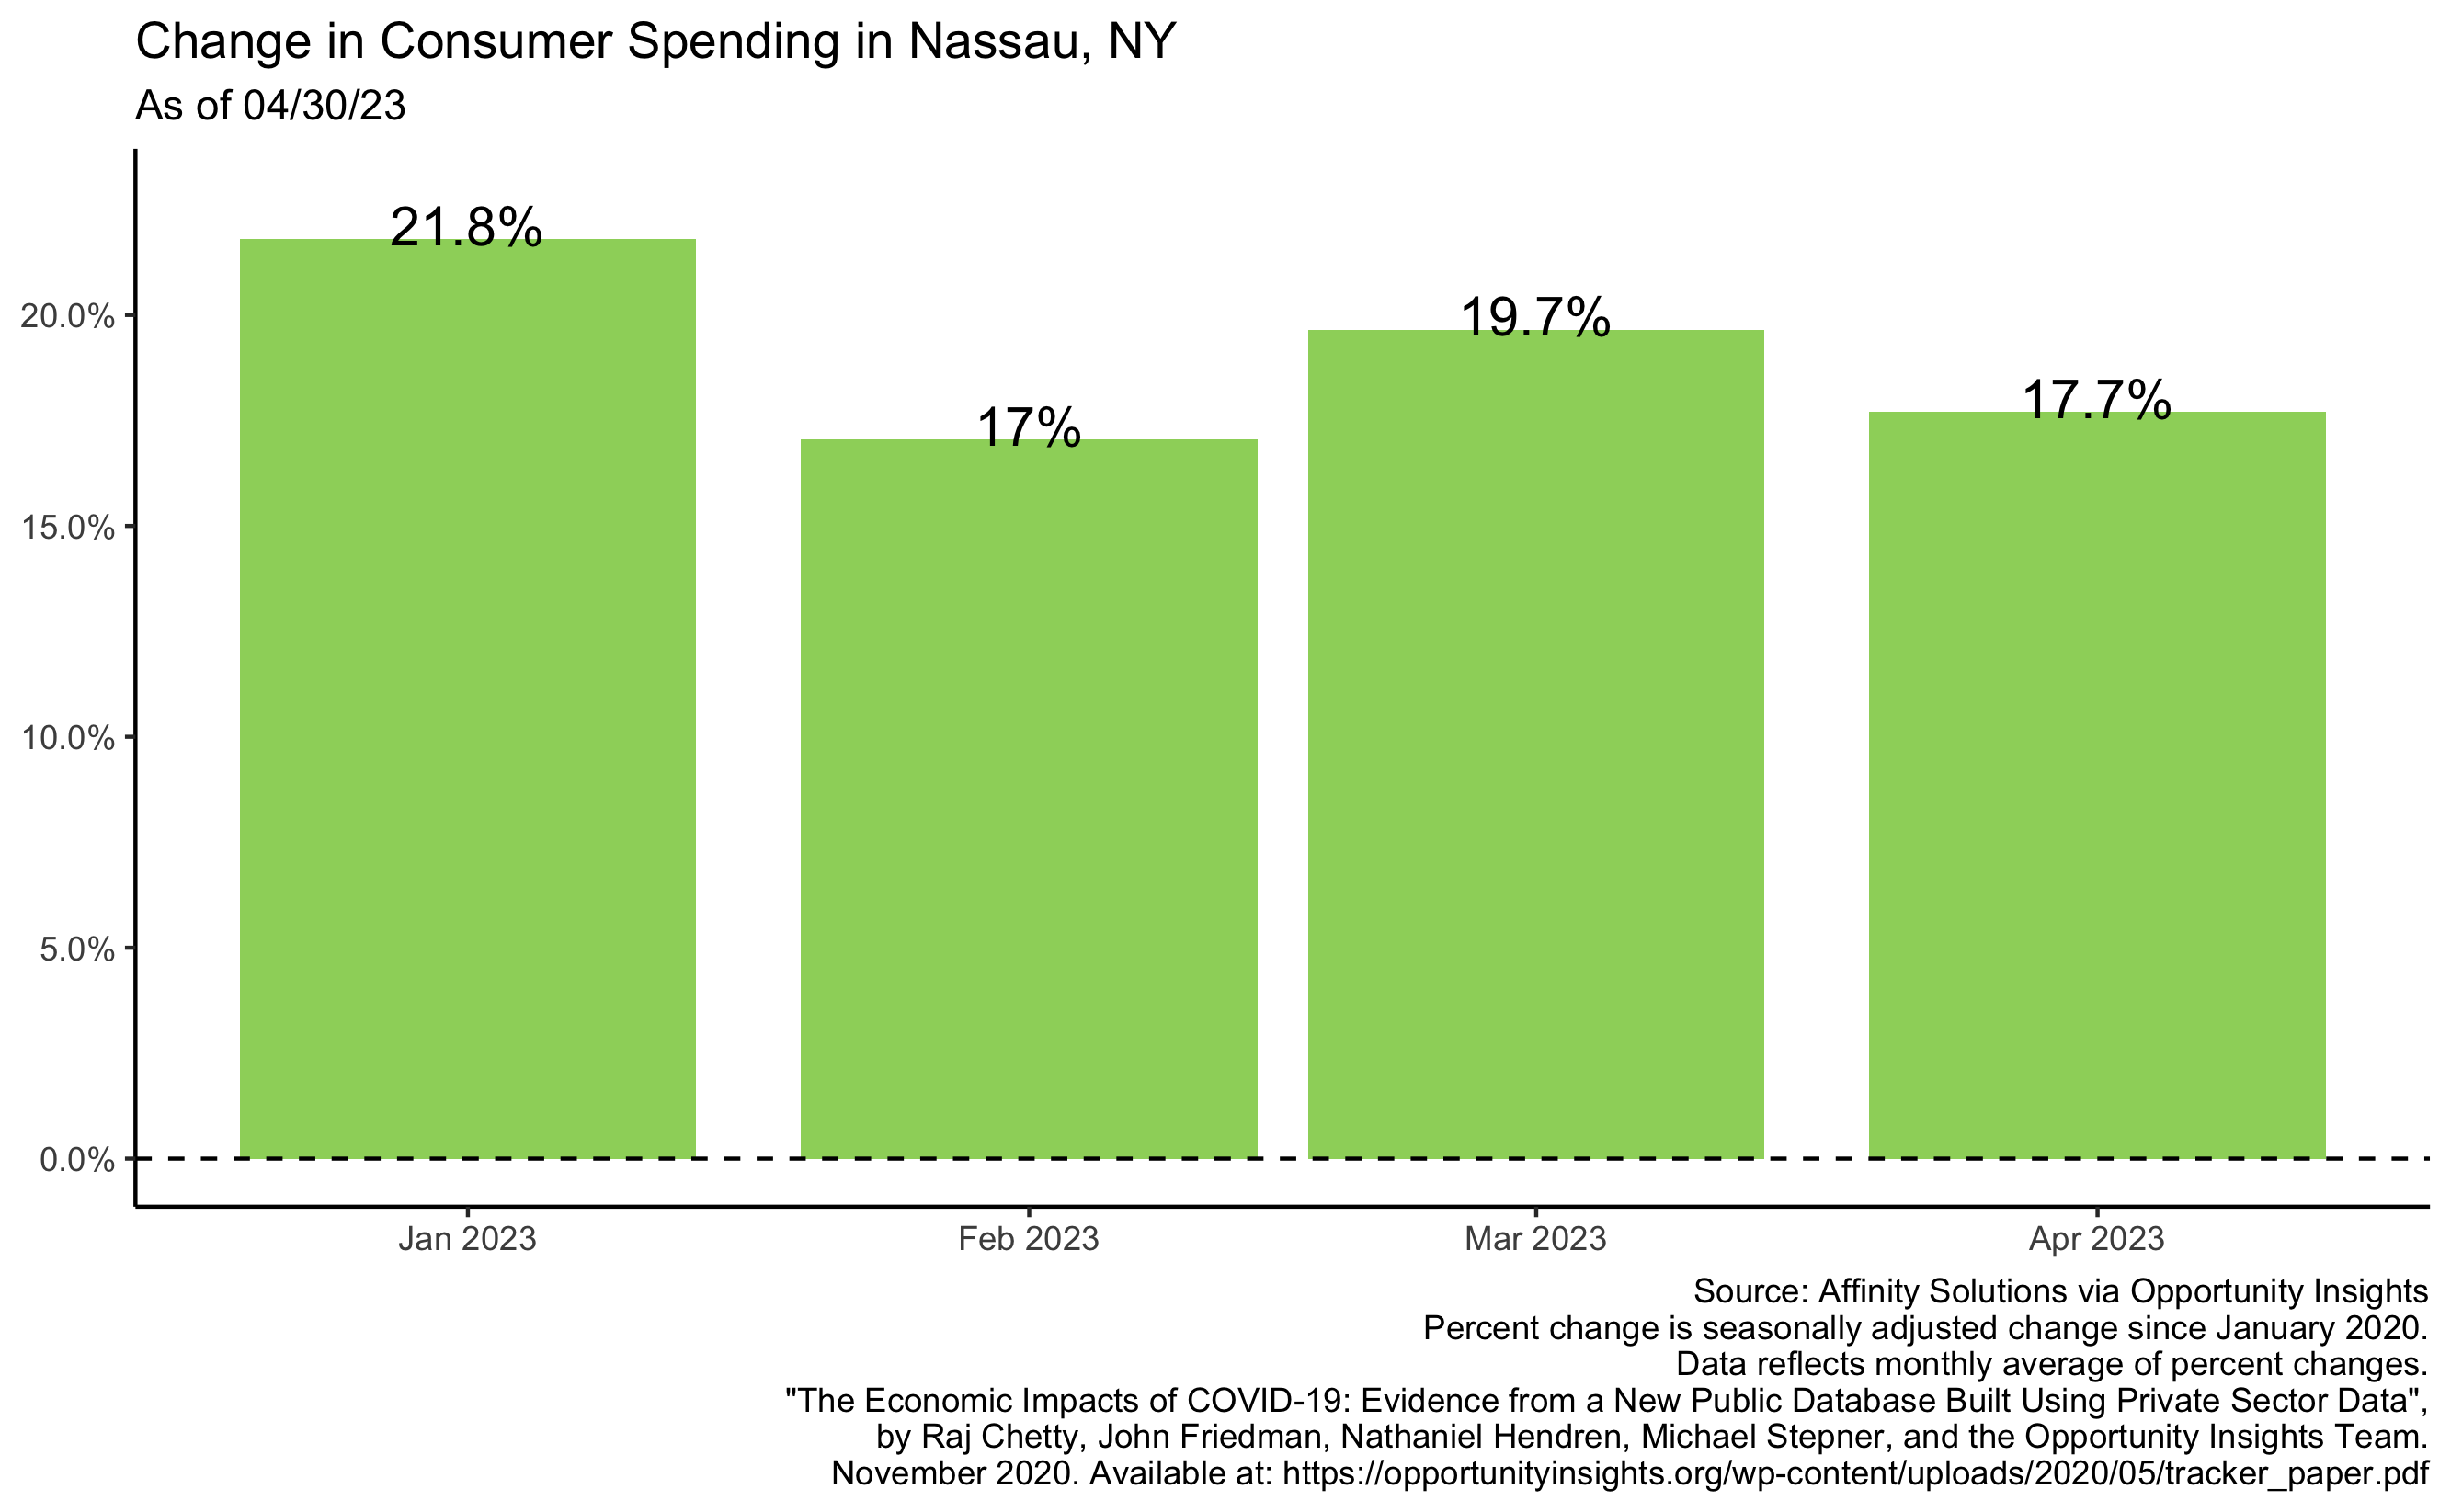 Change in Consumer Spending in Nassau, NY
As of 04/30/23
21.8%
17%
19.7%
17.7%
20.0%
15.0%
10.0%
5.0%
0.0%
Jan 2023
Feb 2023
Mar 2023
Apr 2023
Source: Affinity Solutions via Opportunity Insights
Percent change is seasonally adjusted change since January 2020.
Data reflects monthly average of percent changes.
"The Economic Impacts of COVID-19: Evidence from a New Public Database Built Using Private Sector Data",
by Raj Chetty, John Friedman, Nathaniel Hendren, Michael Stepner, and the Opportunity Insights Team.
November 2020. Available at: https://opportunityinsights.org/wp-content/uploads/2020/05/tracker_paper.pdf